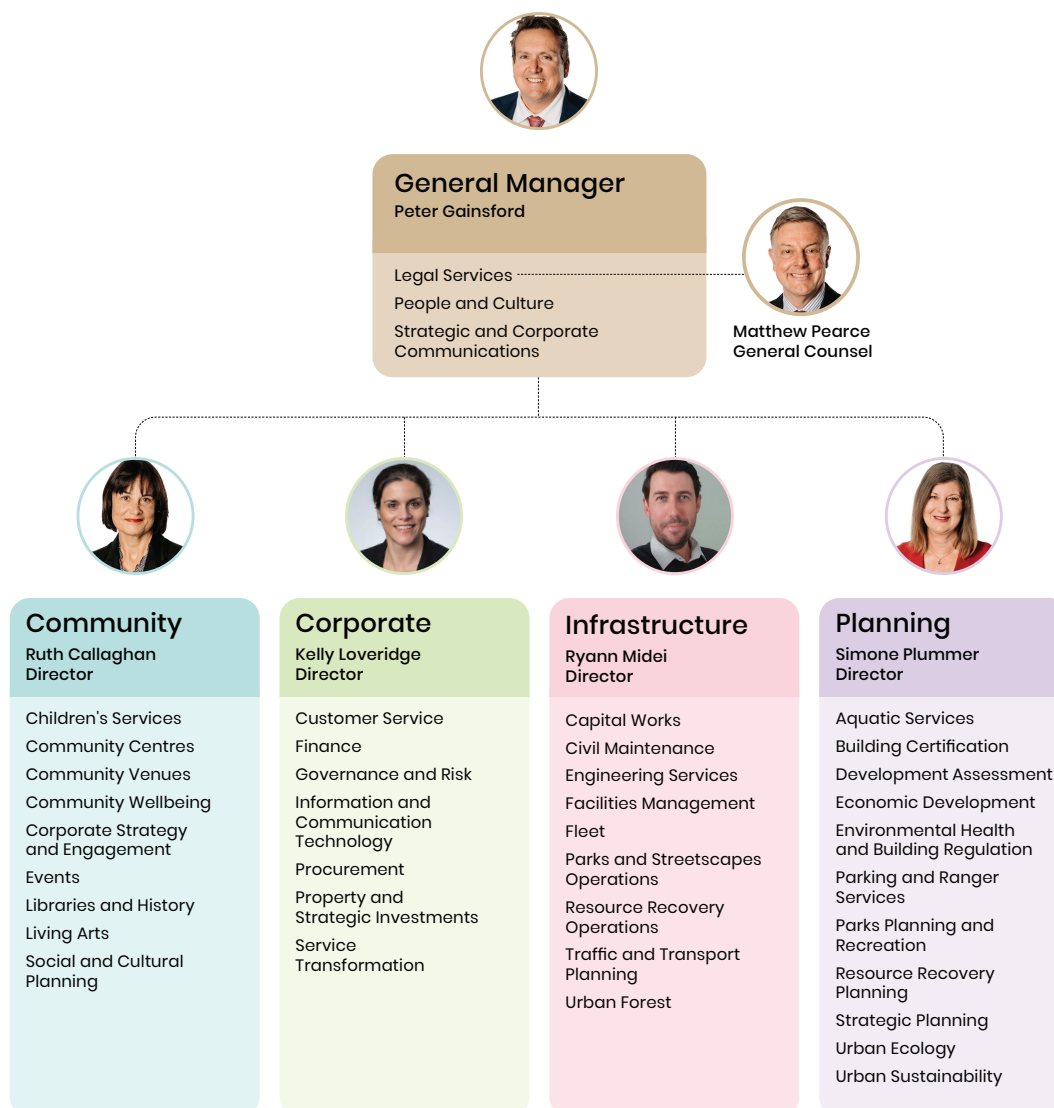 General Manager
Peter Gainsford
Legal Services
People and Culture
Strategic and Corporate
Communications
Matthew Pearce
General Counsel
Community
Ruth Callaghan
Director
Children's Services
Community Centres
Community Venues
Community Wellbeing
Corporate Strategy
and Engagement
Events
Libraries and History
Living Arts
Social and Cultural
Planning
Corporate
Kelly Loveridge
Director
Customer Service
Finance
Governance and Risk
Information and
Communication
Technology
Procurement
Property and
Strategic Investments
Service
Transformation
Infrastructure
Ryann Midei
Director
Capital Works
Civil Maintenance
Engineering Services
Facilities Management
Fleet
Parks and Streetscapes
Operations
Resource Recovery
Operations
Traffic and Transport
Planning
Urban Forest
Planning
Simone Plummer
Director
Aquatic Services
Building Certification
Development Assessment
Economic Development
Environmental Health
and Building Regulation
Parking and Ranger
Services
Parks Planning and
Recreation
Resource Recovery
Planning
Strategic Planning
Urban Ecology
Urban Sustainability